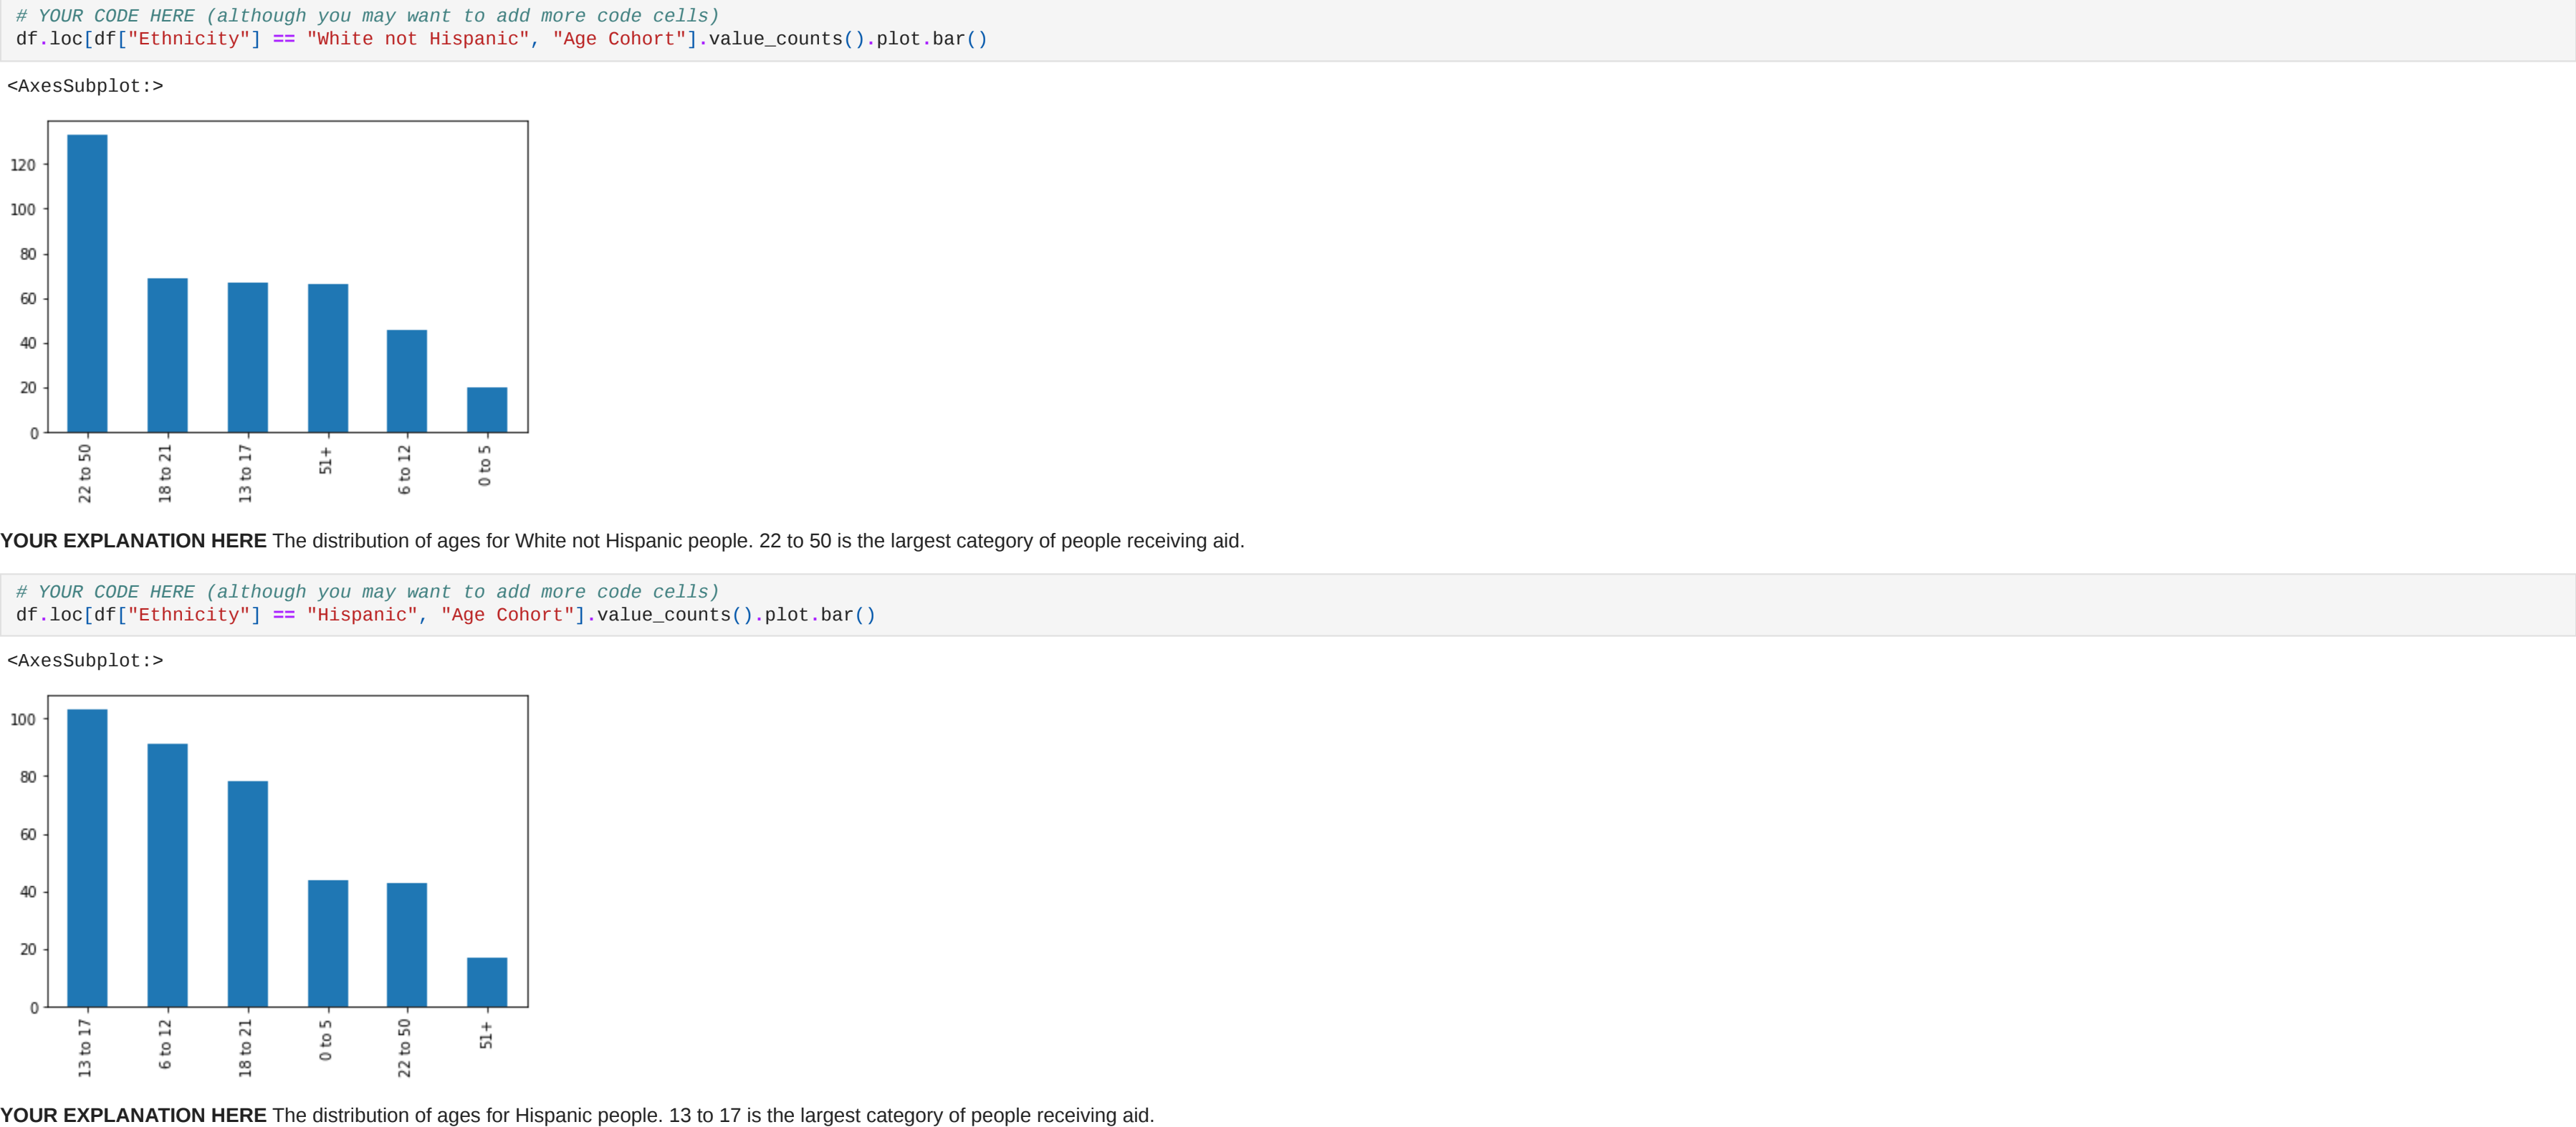 # YOUR CODE HERE (although you may want to add more code cells)
df.loc[df["Ethnicity"] == "White not Hispanic", "Age Cohort"].value_counts().plot.bar()
<AxesSubplot:>
120
100
80
60
40
20
0
22 to 50
18 to 21
13 to 17
51+
6 to 12
0 to 5
YOUR EXPLANATION HERE The distribution of ages for White not Hispanic people. 22 to 50 is the largest category of people receiving aid.
# YOUR CODE HERE (although you may want to add more code cells)
df.loc[df["Ethnicity"] == "Hispanic", "Age Cohort"].value_counts().plot.bar()
<AxesSubplot:>
100
80
60
40
20
0
13 to 17
6 to 12
18 to 21
0 to 5
22 to 50
51+
YOUR EXPLANATION HERE The distribution of ages for Hispanic people. 13 to 17 is the largest category of people receiving aid.